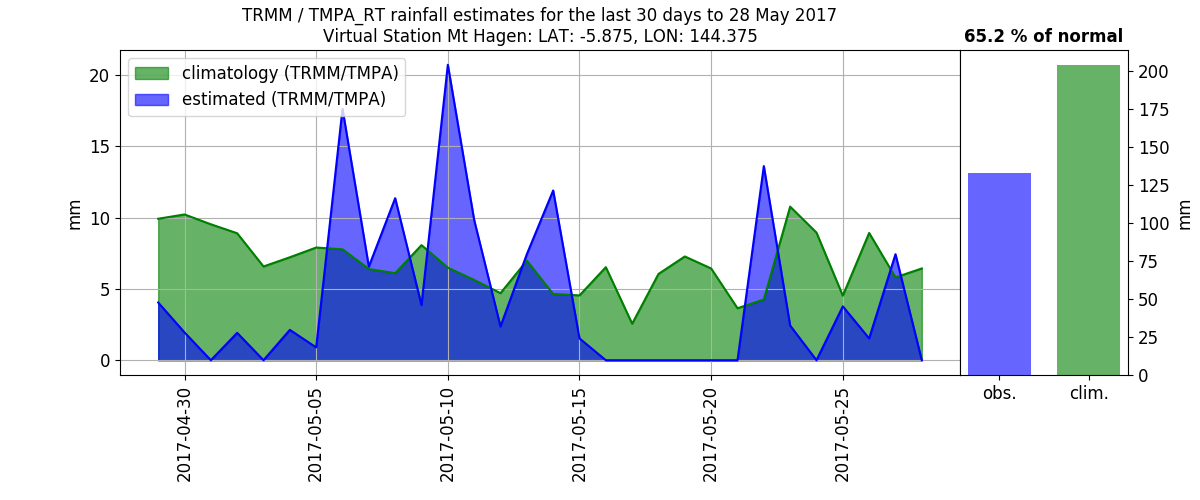 TRMM / TMPA_RT rainfall estimates for the last 30 days to 28 May 2017
Virtual Station Mt Hagen: LAT: -5.875, LON: 144.375
65.2 % of normal
climatology (TRMM/TMPA)
estimated (TRMM/TMPA)
mm
20
15
10
5
0
2017-04-30
2017-05-05
2017-05-10
2017-05-15
2017-05-20
2017-05-25
200
175
150
125
100
75
50
25
0
mm
obs.
clim.